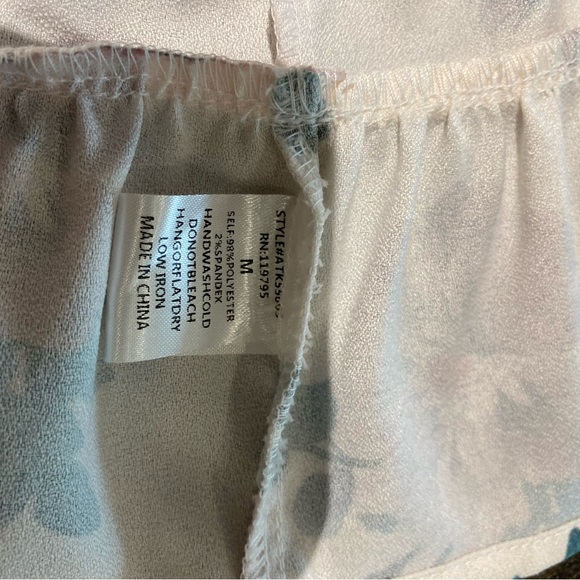 STYLE#A
RN:119795
M
SELF:98%POLYESTER
2%SPANDEX
HANDWASHCOLD
DONOTBLEACH
HANGORFLATDRY
LOW IRON
MADE IN CHINA